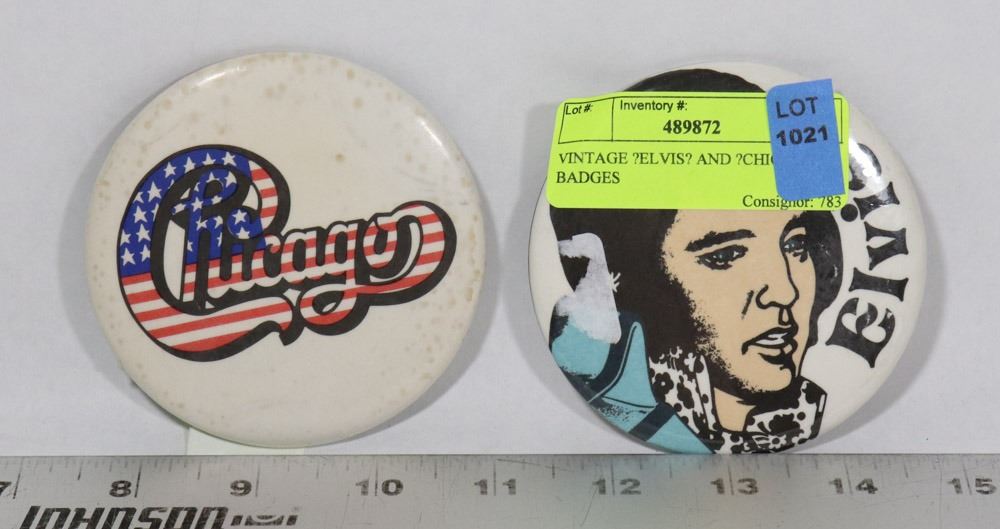 Chicago
Lot #:
Inventory #:
489872
LOT
1021
VINTAGE ?ELVIS? AND ?CHIC
BADGES
Consignor: 783
Elvis
7 8 9 10 11 12 13 14 15
JOHNSON